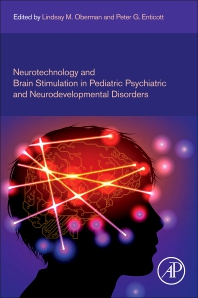 Edited by Lindsay M. Oberman and Peter G. Enticott
Neurotechnology and
Brain Stimulation in Pediatric Psychiatric
and Neurodevelopmental Disorders
AP